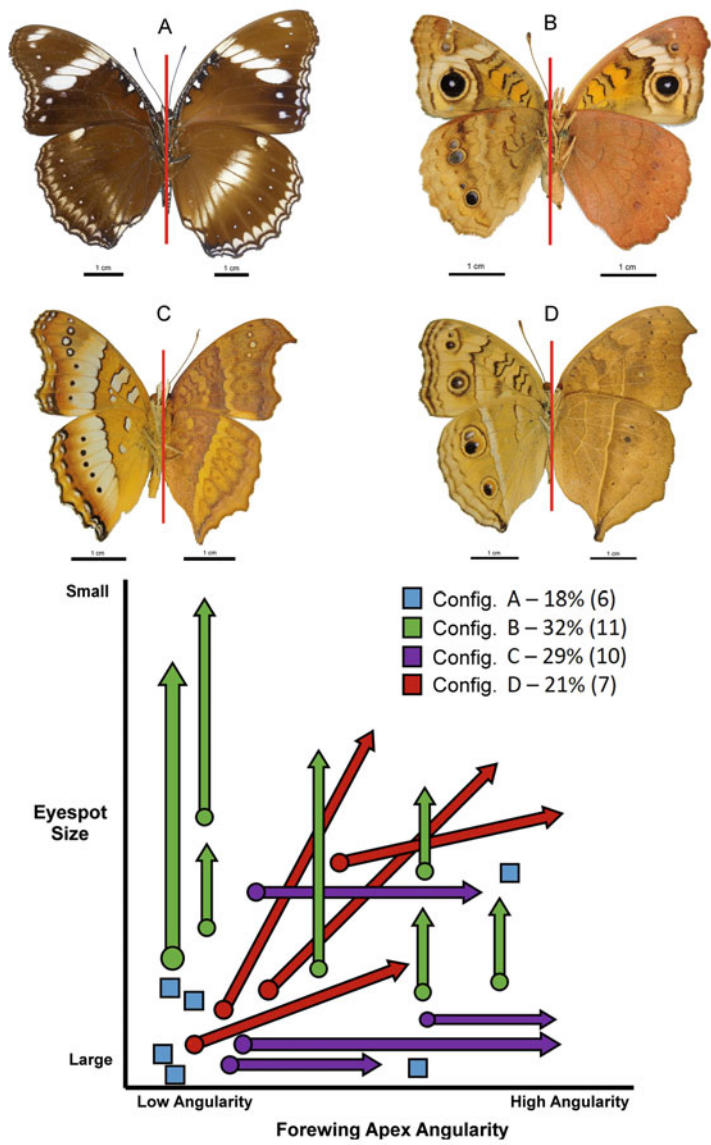 A
B
1 cm
1 cm
1 cm
1 cm
C
D
1 cm
1 cm
1 cm
1 cm
Small
Config. A – 18% (6)
Config. B – 32% (11)
Config. C – 29% (10)
Config. D – 21% (7)
Eyespot
Size
Large
Low Angularity
High Angularity
Forewing Apex Angularity